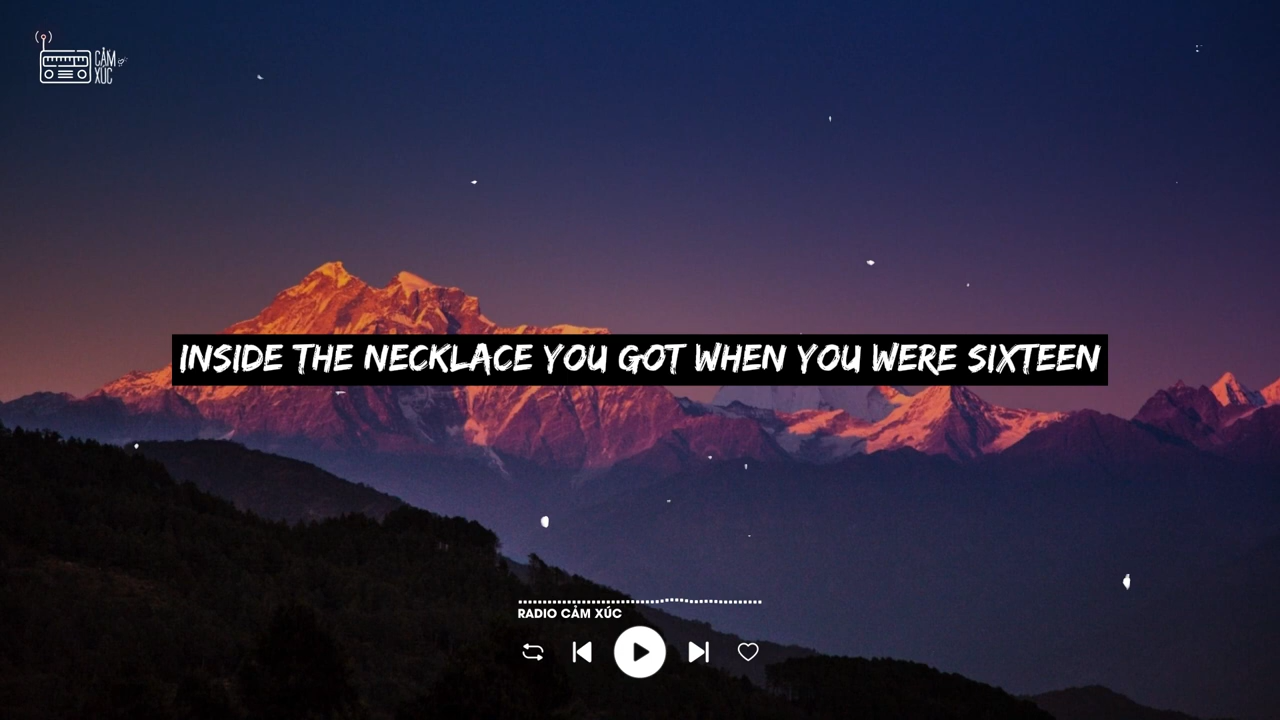 CẢM
XÚC
INSIDE THE NECKLACE YOU GOT WHEN YOU WERE SIXTEEN
RADIO CẢM XÚC